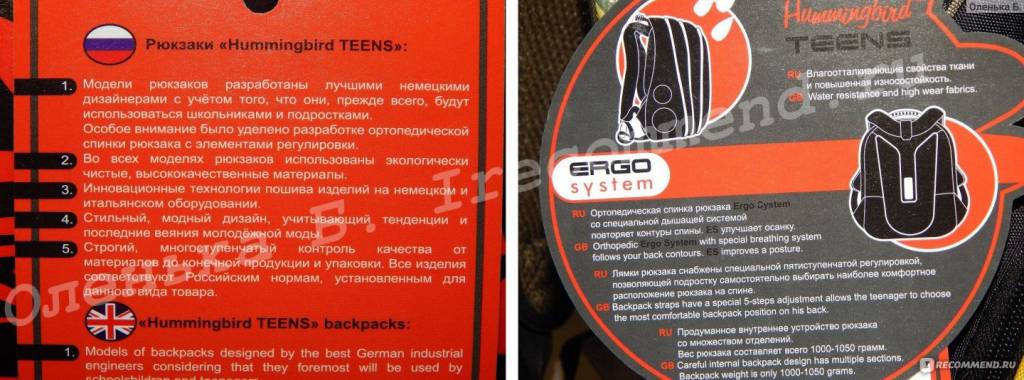 Рюкзаки «Hummingbird TEENS»:
1. Модели рюкзаков разработаны лучшими немецкими
дизайнерами с учётом того, что они, прежде всего, будут
использоваться школьниками и подростками.
Особое внимание было уделено разработке ортопедической
спинки рюкзака с элементами регулировки.
2. Во всех моделях рюкзаков использованы экологически
чистые, высококачественные материалы.
3. Инновационные технологии пошива изделий на немецком и
итальянском оборудовании.
4. Стильный, модный дизайн, учитывающий тенденции и
последние веяния молодёжной моды.
5. Строгий, многоступенчатый контроль качества от
материалов до конечной продукции и упаковки. Все изделия
соответствуют Российским нормам, установленным для
данного вида товара.
«Hummingbird TEENS» backpacks:
1. Models of backpacks designed by the best German industrial
engineers considering that they foremost will be used by
schoolchildren and teenagers.
Hummingbird
TEENS
RU Влагоотталкивающие свойства ткани
и повышенная износостойкость.
GB Water resistance and high wear fabrics.
ERGO
system
RU Ортопедическая спинка рюкзака Ergo System
со специальной дышащей системой
повторяет контуры спины. ES улучшает осанку.
GB Orthopedic Ergo System with special breathing system
follows your back contours. ES improves a posture.
RU Лямки рюкзака снабжены специальной пятиступенчатой регулировкой,
позволяющей подростку самостоятельно выбирать наиболее комфортное
расположение рюкзака на спине.
GB Backpack straps have a special 5-steps adjustment allows the teenager to choose
the most comfortable backpack position on his back.
RU Продуманное внутреннее устройство рюкзака
со множеством отделений.
Вес рюкзака составляет всего 1000-1050 грамм.
GB Careful internal backpack design has multiple sections.
Backpack weight is only 1000-1050 grams.
Оленька Б.
Оленька Б. Irecommend.ru
IRECOMMEND.RU